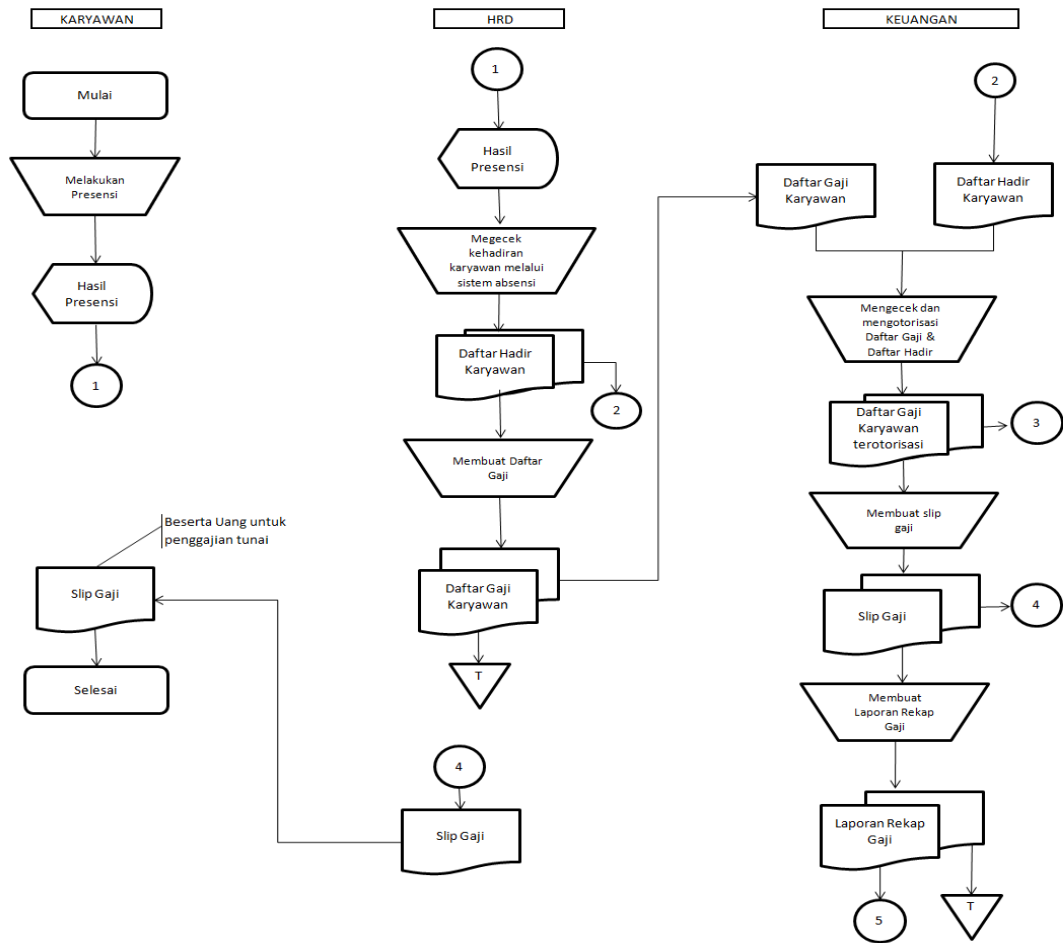 KARYAWAN
Mulai
Melakukan
Presensi
Hasil
Presensi
1
Beserta Uang untuk
penggajian tunai
Slip Gaji
Selesai
HRD
1
Hasil
Presensi
Megecek
kehadiran
karyawan melalui
sistem absensi
Daftar Hadir
Karyawan
2
Membuat Daftar
Gaji
Daftar Gaji
Karyawan
T
4
Slip Gaji
KEUANGAN
2
Daftar Gaji
Karyawan
Daftar Hadir
Karyawan
Mengecek dan
mengotorisasi
Daftar Gaji &
Daftar Hadir
Daftar Gaji
Karyawan
terotorisasi
3
Membuat slip
gaji
Slip Gaji
4
Membuat
Laporan Rekap
Gaji
Laporan Rekap
Gaji
T
5